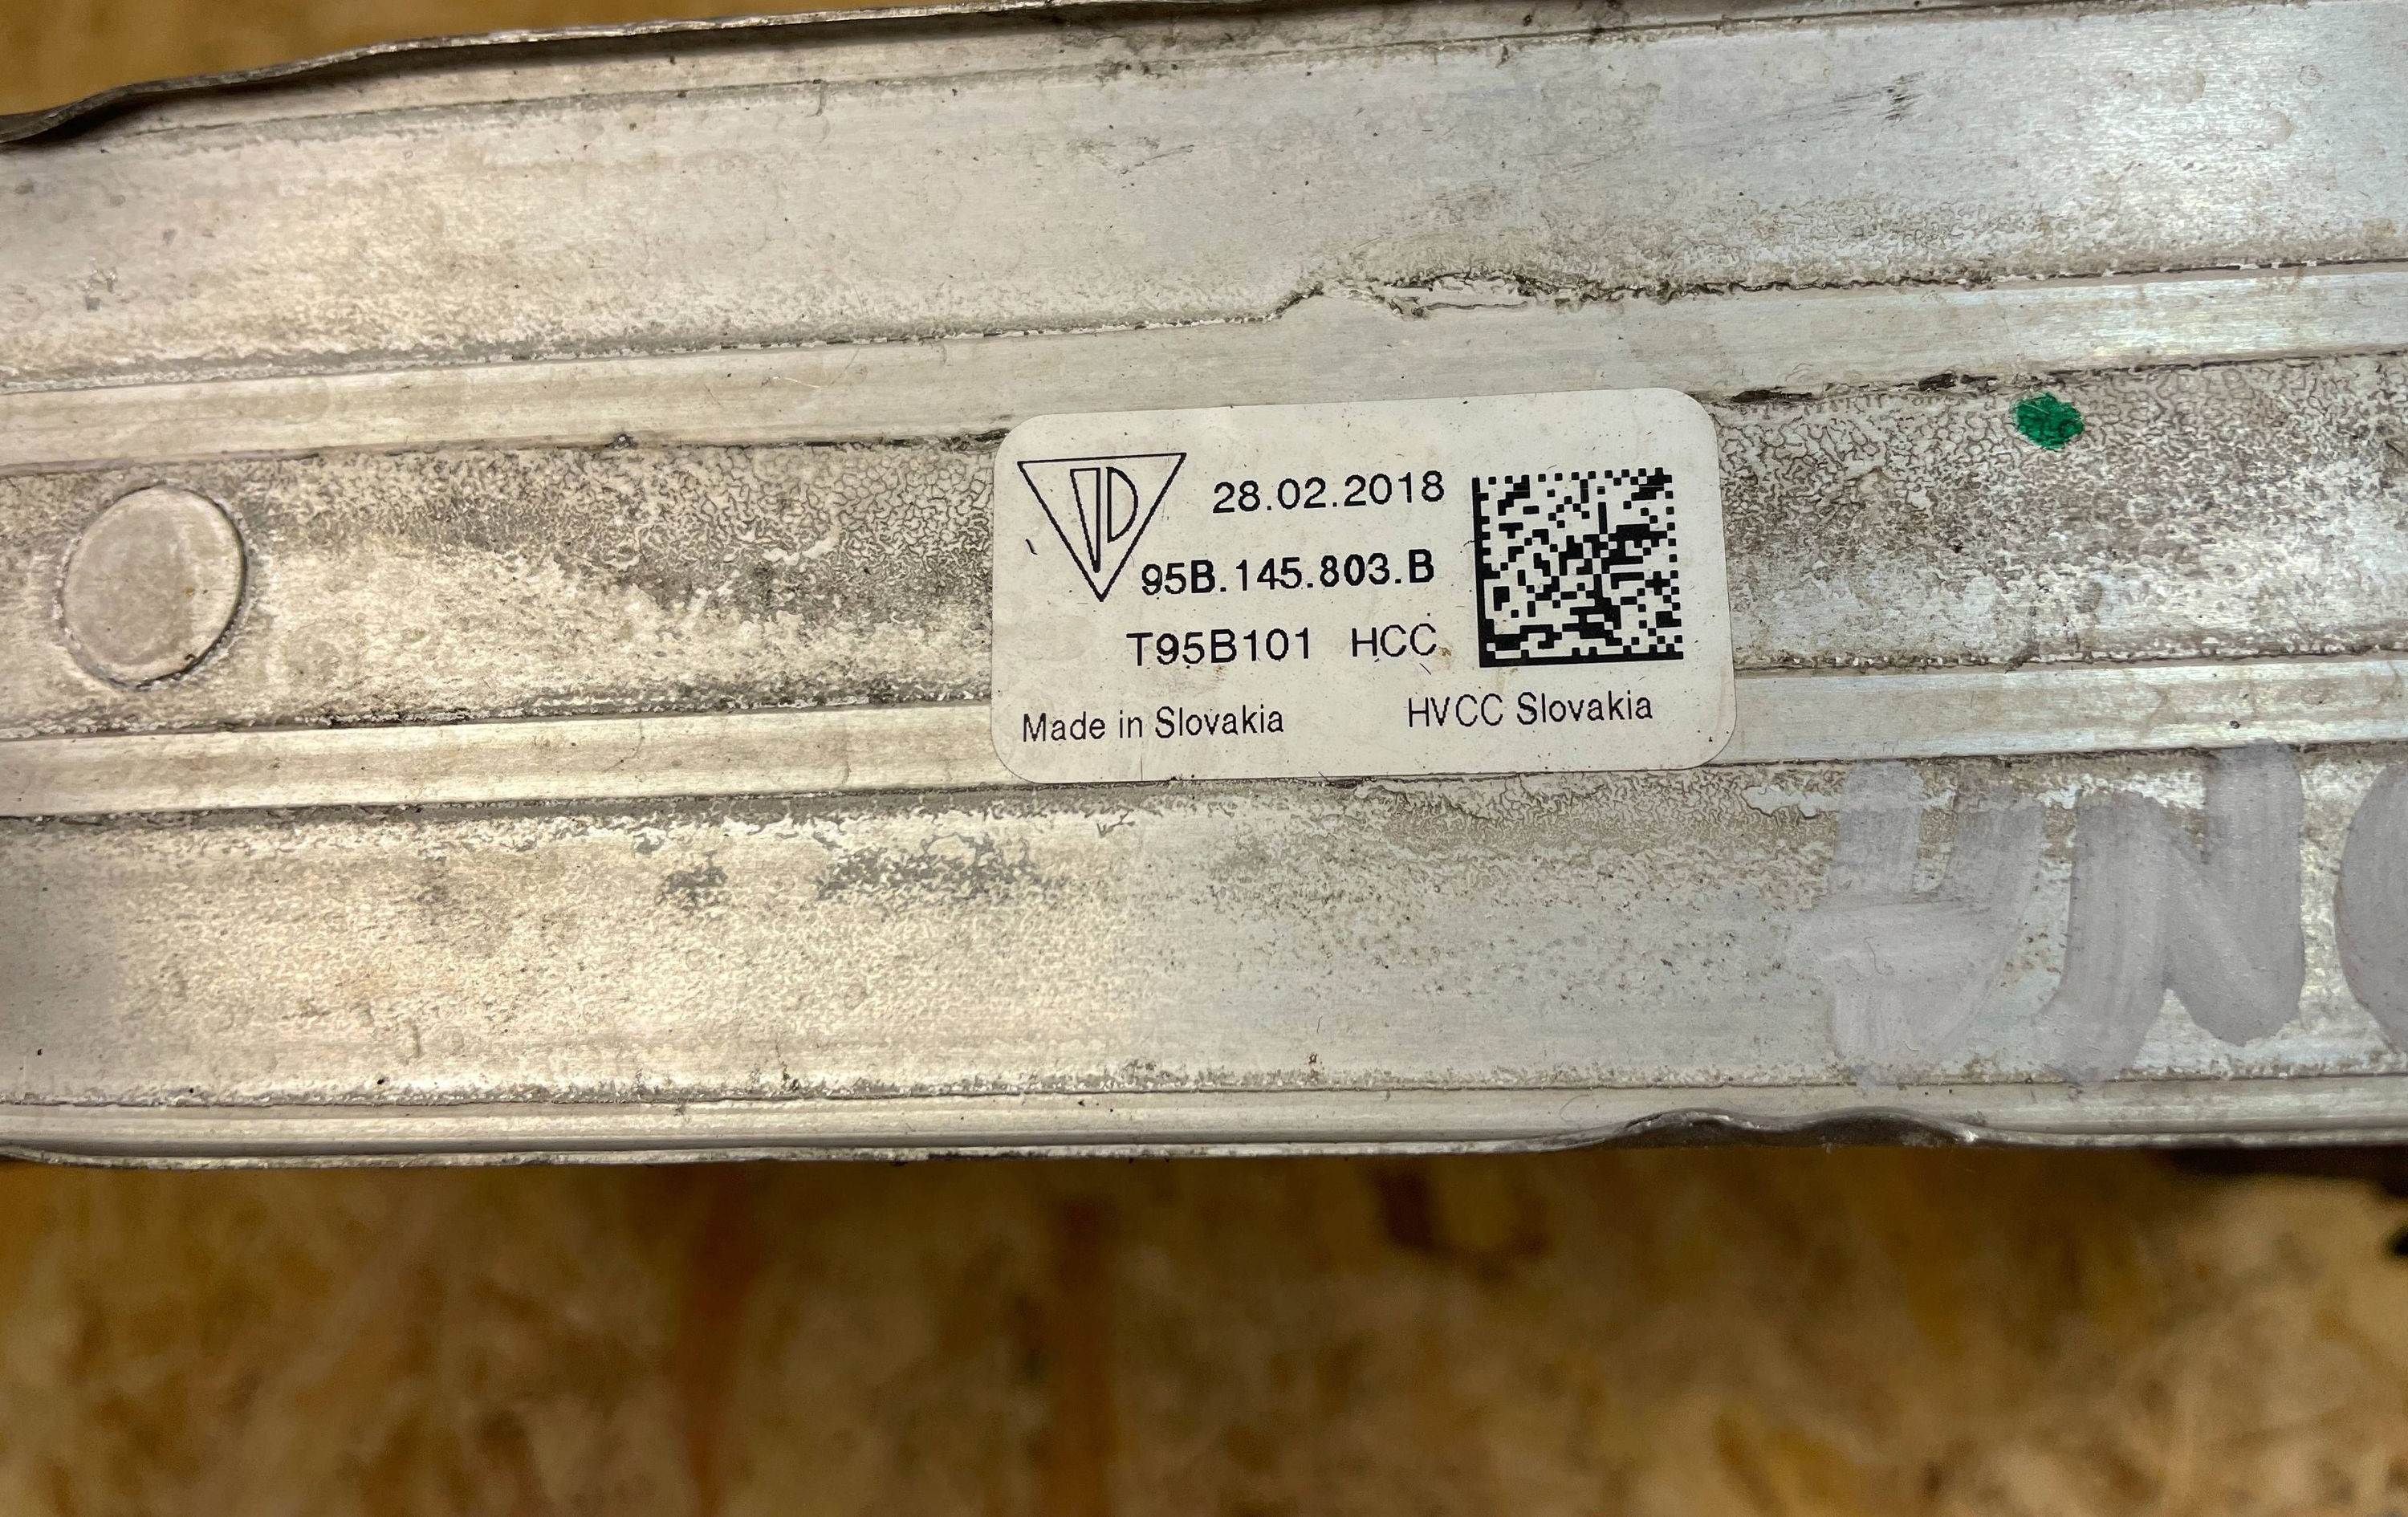 28.02.2018
95B.145.803.B
T95B101 HCC
Made in Slovakia HVCC Slovakia